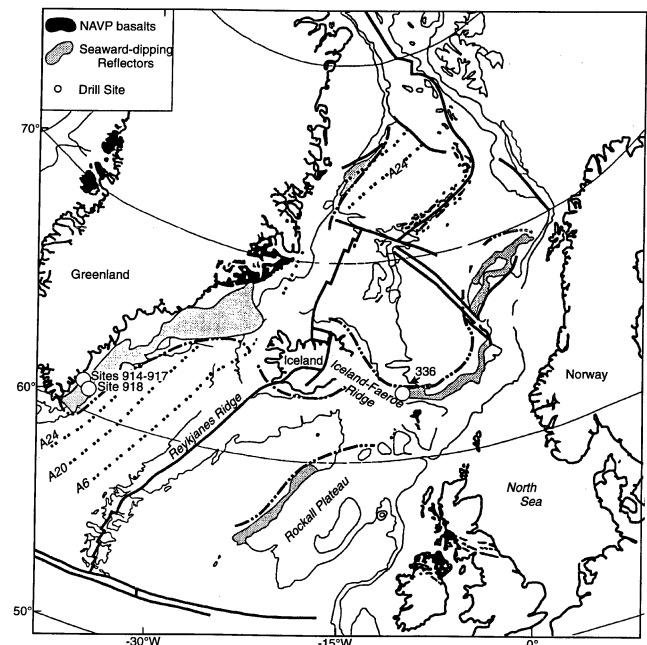 NAVP basalts
Seaward-dipping
Reflectors
Drill Site
70°
A24
Greenland
Sites 914-917
Site 918
Iceland
336
Iceland-Faeroe
Ridge
Norway
60°
A24
A20
A6
Reykjanes Ridge
Rockall Plateau
North
Sea
50°
-30°W
-15°W
0°